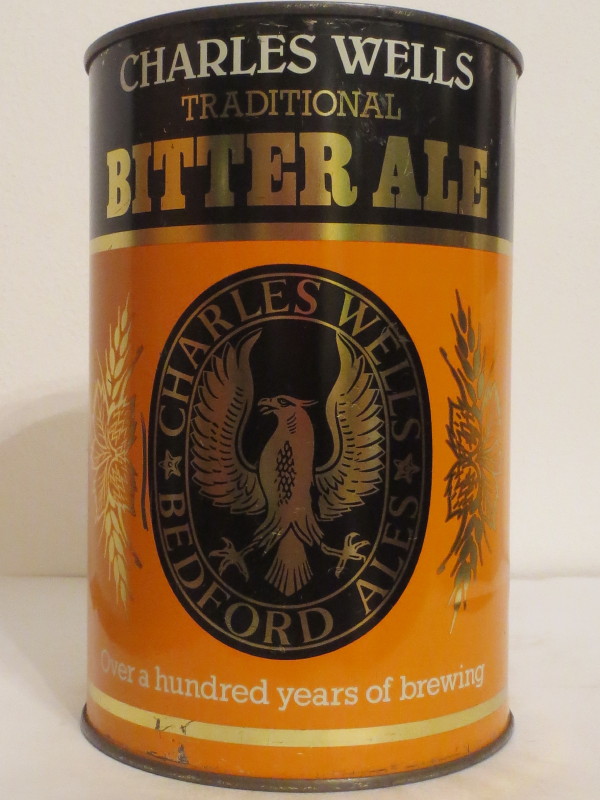 CHARLES WELLS
TRADITIONAL
BITTER ALE
CHARLES WELLS
BEDFORD ALES
Over a hundred years of brewing